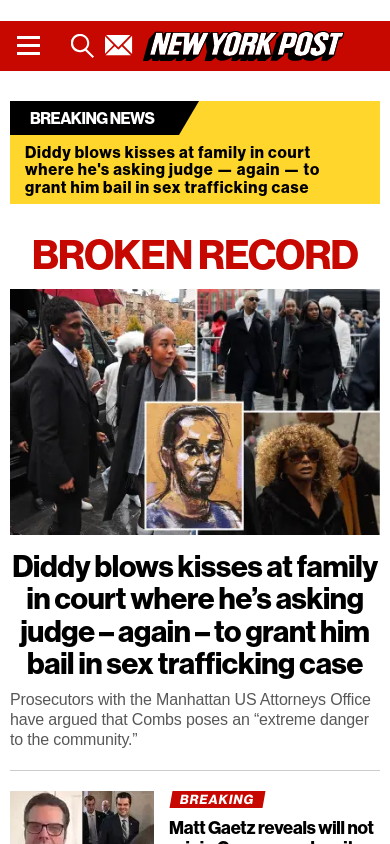 NEW YORK POST
BREAKING NEWS
Diddy blows kisses at family in court
where he's asking judge — again — to
grant him bail in sex trafficking case
BROKEN RECORD
Diddy blows kisses at family
in court where he’s asking
judge – again – to grant him
bail in sex trafficking case
Prosecutors with the Manhattan US Attorneys Office
have argued that Combs poses an “extreme danger
to the community.”
BREAKING
Matt Gaetz reveals will not